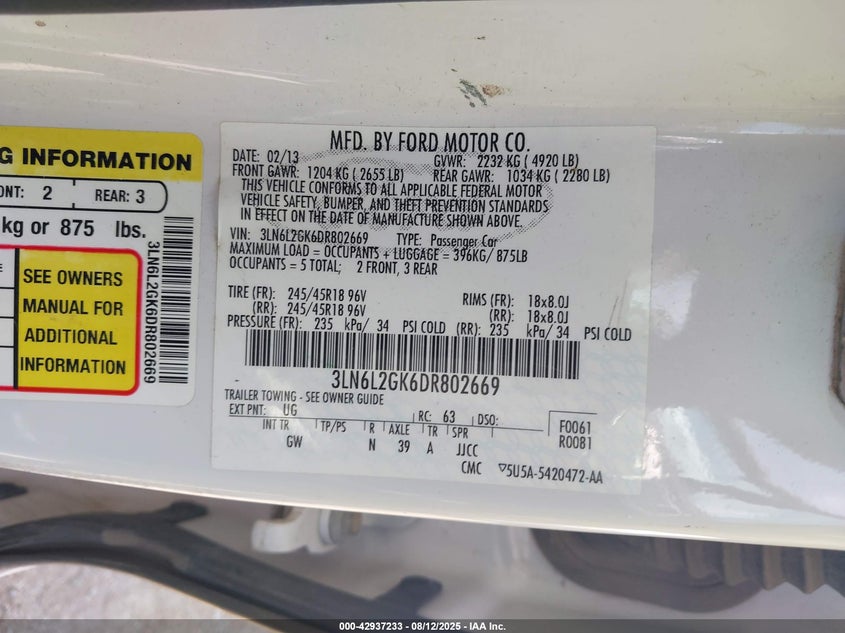 G INFORMATION
ONT: 2 REAR: 3
kg or 875 lbs.
SEE OWNERS
MANUAL FOR
ADDITIONAL
INFORMATION
3LN6L2GK6DR802669
MFD. BY FORD MOTOR CO.
DATE: 02/13 GVWR: 2232 KG ( 4920 LB)
FRONT GAWR: 1204 KG ( 2655 LB) REAR GAWR: 1034 KG ( 2280 LB)
THIS VEHICLE CONFORMS TO ALL APPLICABLE FEDERAL MOTOR
VEHICLE SAFETY, BUMPER, AND THEFT PREVENTION STANDARDS
IN EFFECT ON THE DATE OF MANUFACTURE SHOWN ABOVE.
VIN: 3LN6L2GK6DR802669 TYPE: Passenger Car
MAXIMUM LOAD = OCCUPANTS + LUGGAGE = 396KG/ 875LB
OCCUPANTS = 5 TOTAL; 2 FRONT, 3 REAR
TIRE (FR): 245/45R18 96V RIMS (FR): 18x8.0J
(RR): 245/45R18 96V (RR): 18x8.0J
PRESSURE (FR): 235 kPa/ 34 PSI COLD (RR): 235 kPa/ 34 PSI COLD
3LN6L2GK6DR802669
TRAILER TOWING - SEE OWNER GUIDE
EXT PNT: UG RC: 63 DSO: F0061
INT TR TP/PS R AXLE TR SPR R0081
GW N 39 A JJCC
CMC 5U5A-5420472-AA
000-42937233 - 08/12/2025 - IAA Inc.